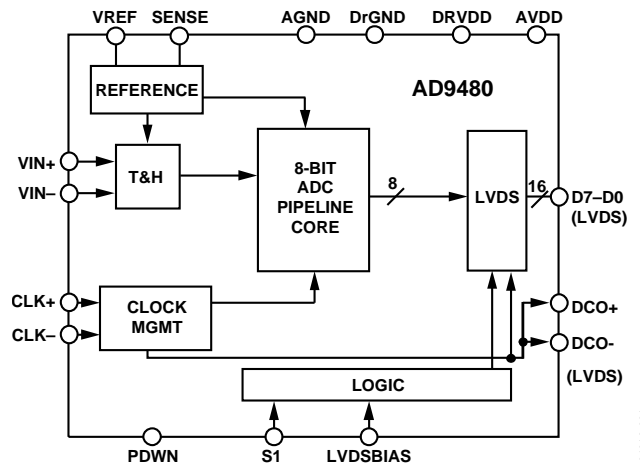 VREF SENSE AGND DrGND DRVDD AVDD
REFERENCE
AD9480
VIN+
VIN–
T&H
8-BIT
ADC
PIPELINE
CORE
8
LVDS
16
D7–D0
(LVDS)
CLK+
CLK–
CLOCK
MGMT
DCO+
DCO-
(LVDS)
LOGIC
PDWN S1 LVDSBIAS